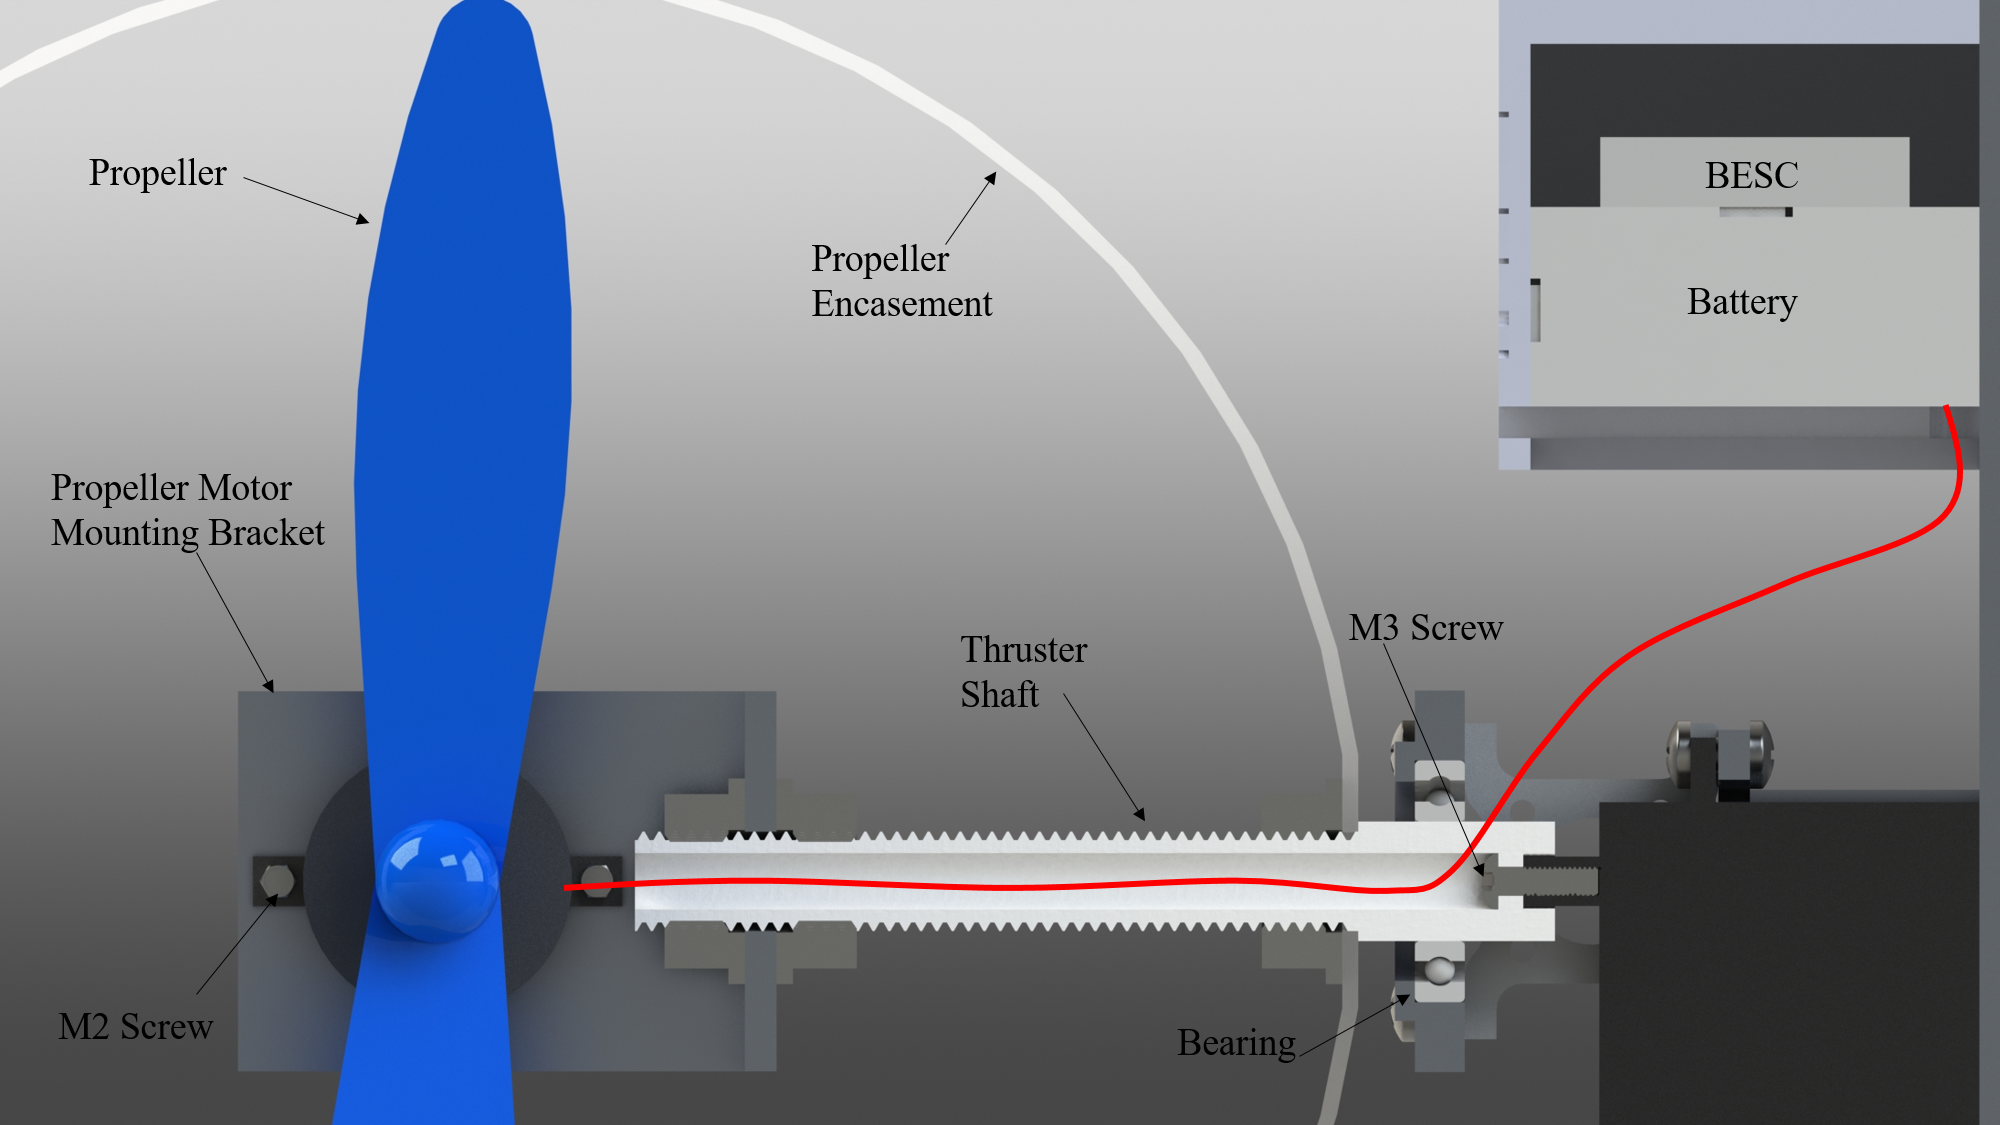 BESC
Propeller
Propeller
Encasement
Battery
Propeller Motor
Mounting Bracket
M3 Screw
Thruster
Shaft
M2 Screw
Bearing